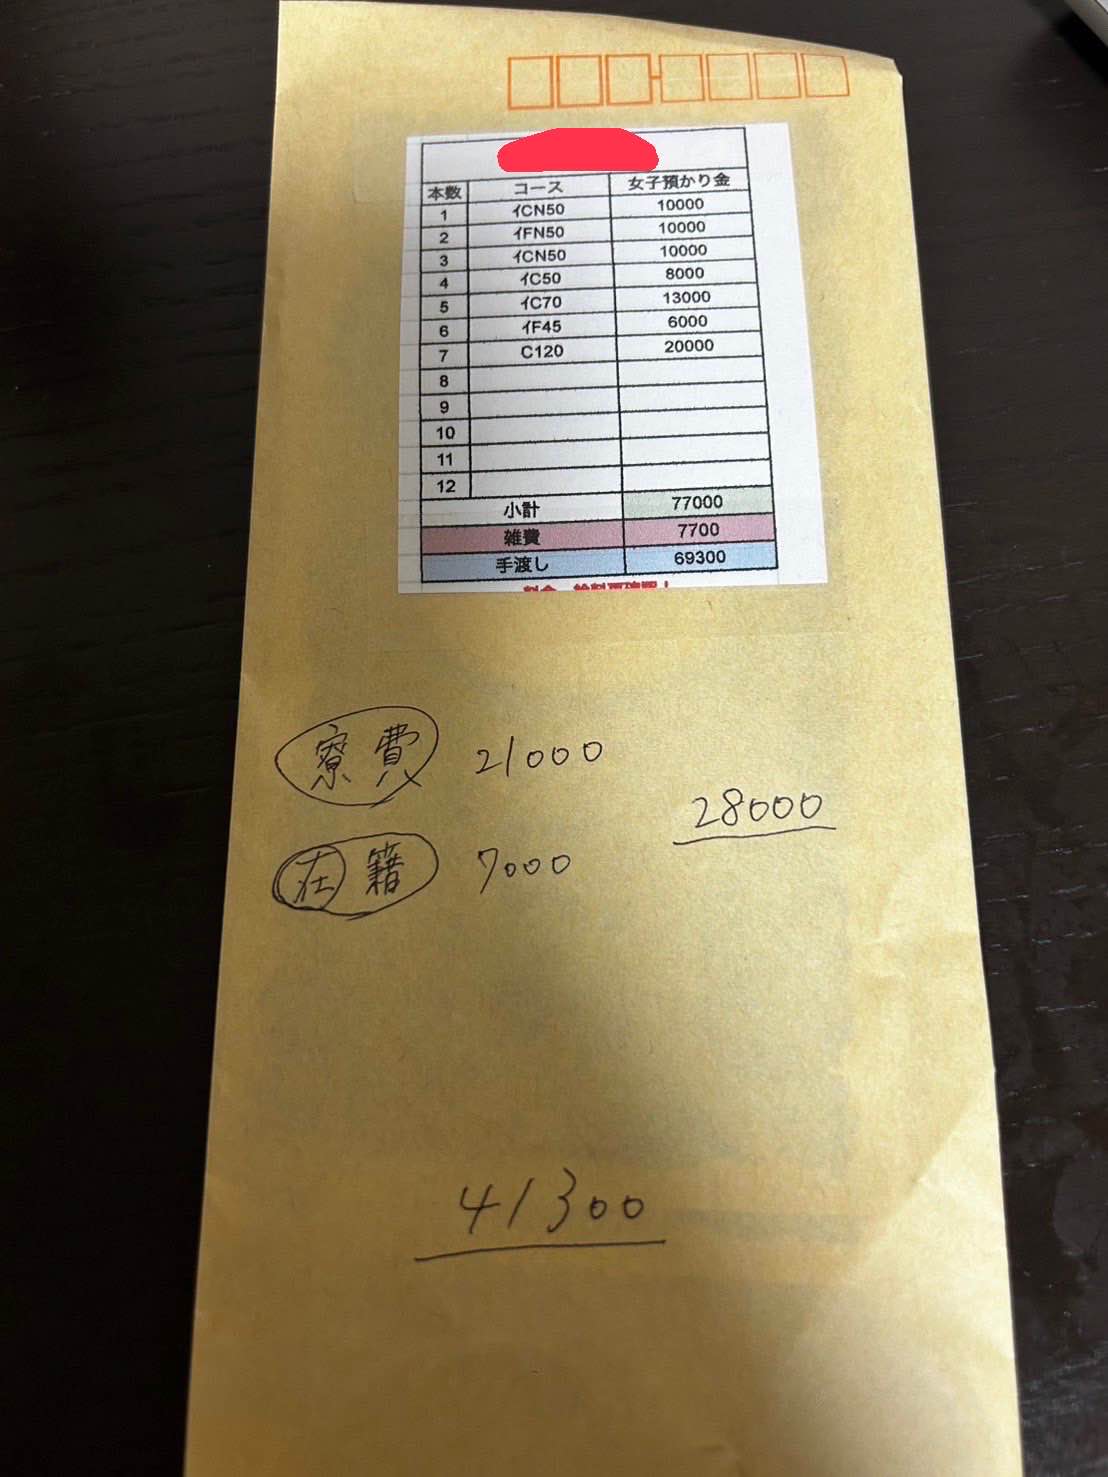 本数 コース 女子預かり金
1 ｲCN50 10000
2 ｲFN50 10000
3 ｲCN50 10000
4 ｲC50 8000
5 ｲC70 13000
6 ｲF45 6000
7 C120 20000
8
9
10
11
12
小計 77000
雑費 7700
手渡し 69300
寮費 21000
28000
在籍 7000
41300